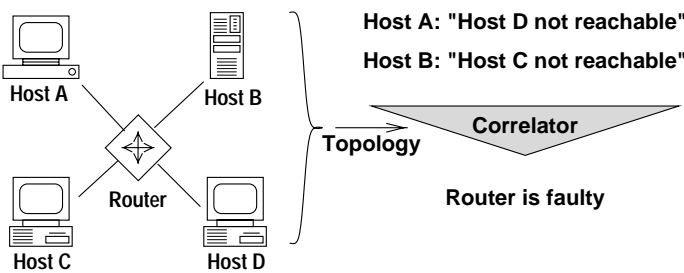 Host A
Host B
Router
Host C
Host D
Topology
Host A: "Host D not reachable"
Host B: "Host C not reachable"
Correlator
Router is faulty